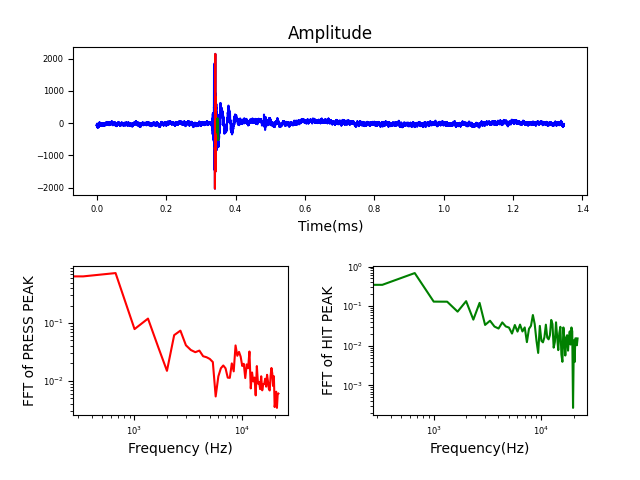 Amplitude
2000
1000
0
−1000
−2000
0.0 0.2 0.4 0.6 0.8 1.0 1.2 1.4
Time(ms)
FFT of PRESS PEAK
10⁻¹
10⁻²
10³ 10⁴
Frequency (Hz)
FFT of HIT PEAK
10⁰
10⁻¹
10⁻²
10⁻³
10³ 10⁴
Frequency(Hz)